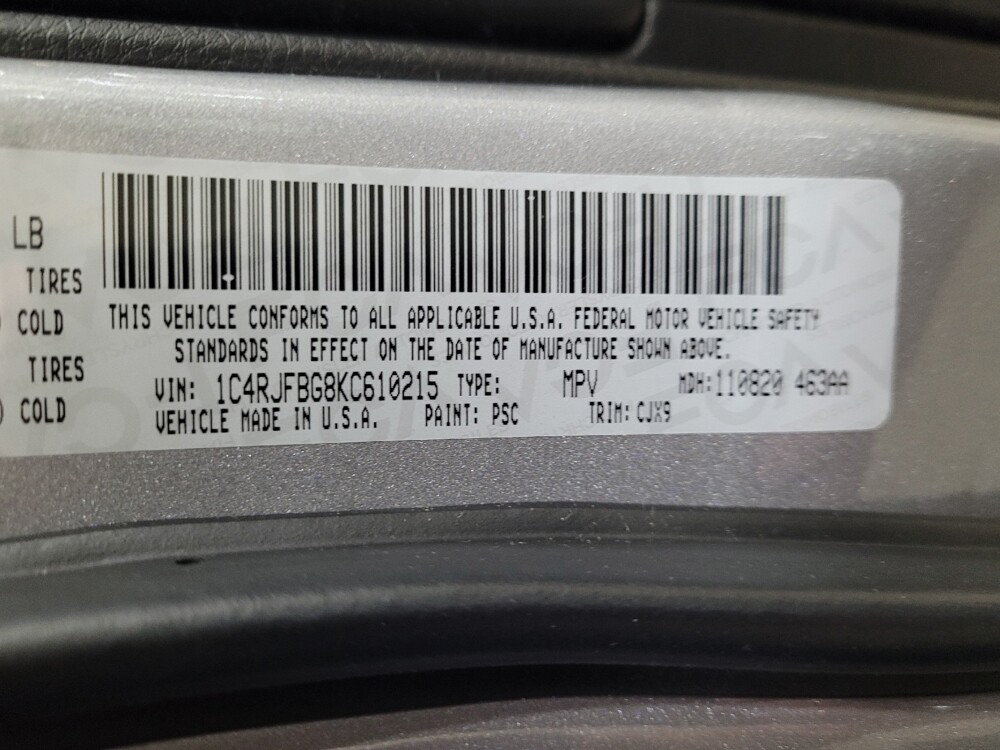 LB
TIRES
COLD
TIRES
COLD
THIS VEHICLE CONFORMS TO ALL APPLICABLE U.S.A. FEDERAL MOTOR VEHICLE SAFETY
STANDARDS IN EFFECT ON THE DATE OF MANUFACTURE SHOWN ABOVE.
VIN: 1C4RJFBG8KC610215 TYPE: MPV MDH:110820 463AA
VEHICLE MADE IN U.S.A. PAINT: PSC TRIM: CJX9